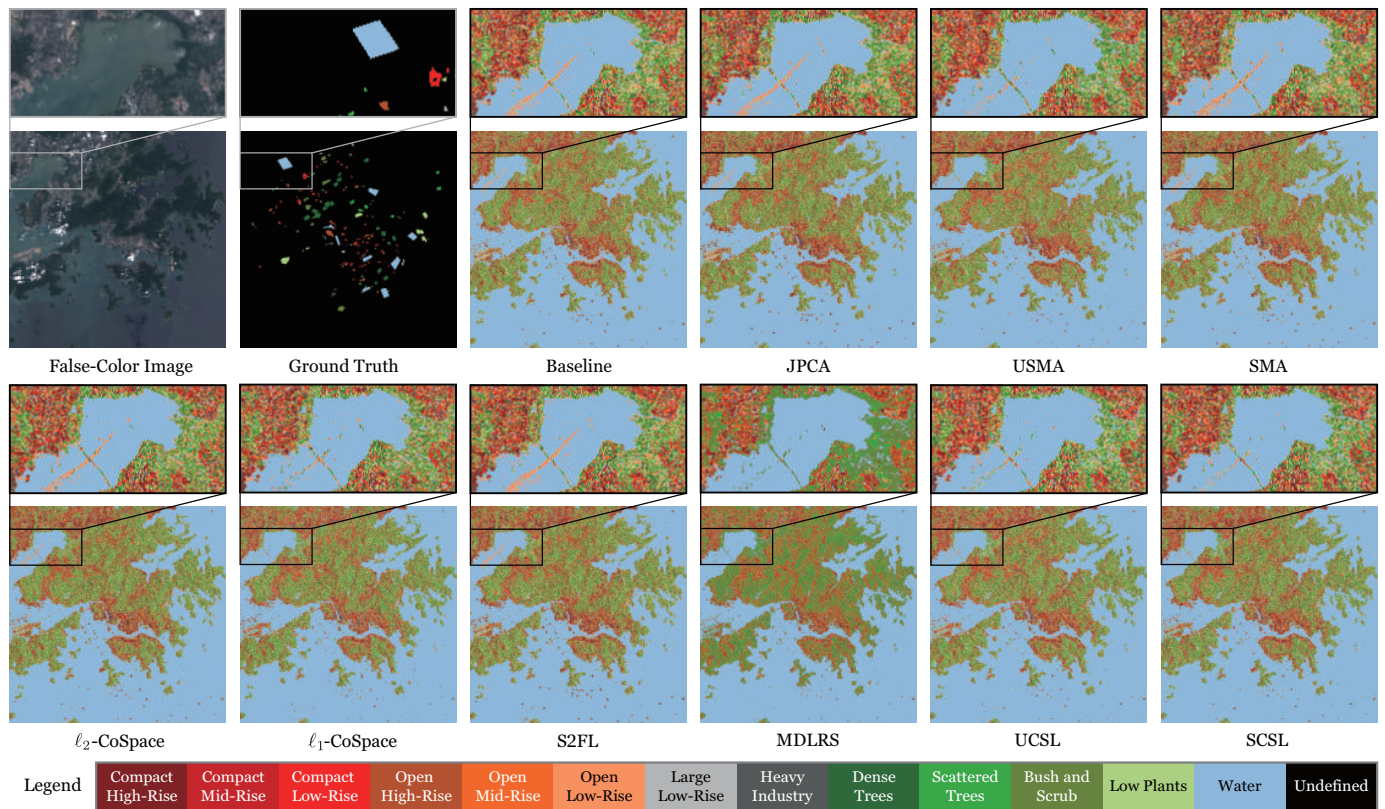 False-Color Image Ground Truth Baseline JPCA USMA SMA
ℓ2-CoSpace ℓ1-CoSpace S2FL MDLRS UCSL SCSL
Legend
Compact High-Rise
Compact Mid-Rise
Compact Low-Rise
Open High-Rise
Open Mid-Rise
Open Low-Rise
Large Low-Rise
Heavy Industry
Dense Trees
Scattered Trees
Bush and Scrub
Low Plants
Water
Undefined